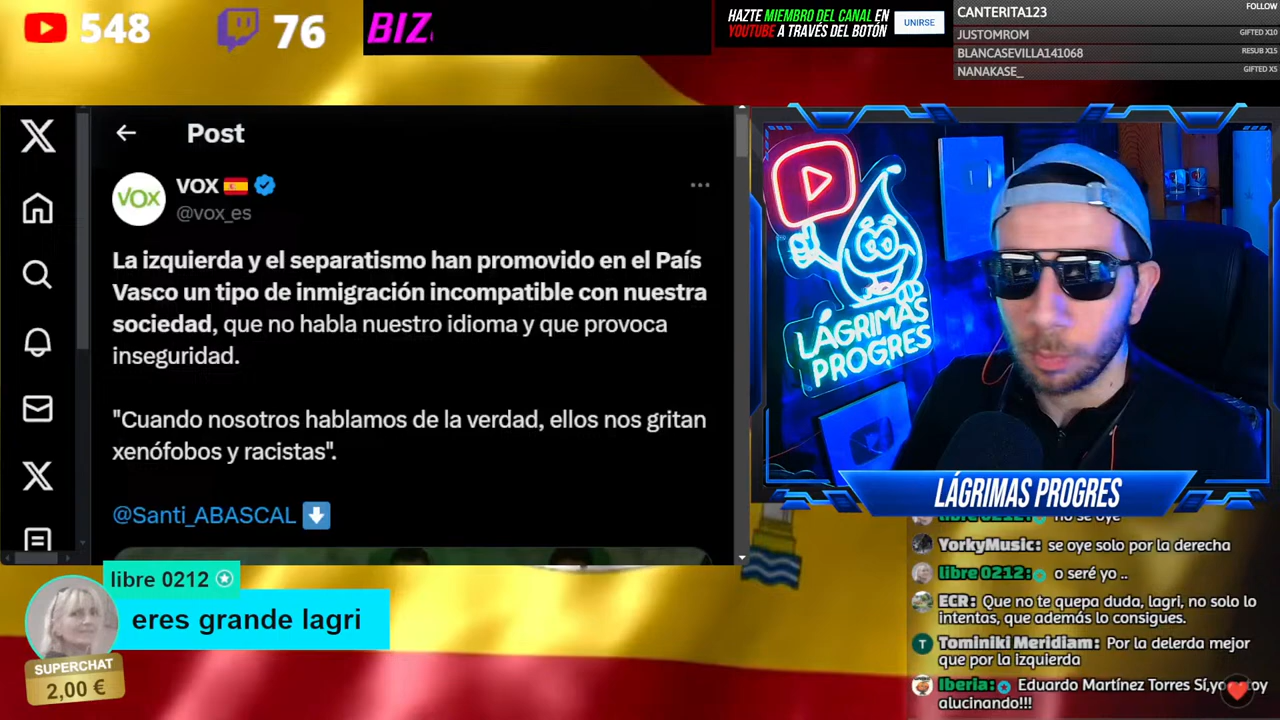 548
76
BIZ
HAZTE MIEMBRO DEL CANAL EN
YOUTUBE A TRAVÉS DEL BOTÓN
UNIRSE
CANTERITA123
FOLLOW
JUSTOMROM
GIFTED X10
BLANCASEVILLA141068
RESUB X15
NANAKASE_
GIFTED X5
Post
VOX
VOX
@vox_es
La izquierda y el separatismo han promovido en el País
Vasco un tipo de inmigración incompatible con nuestra
sociedad, que no habla nuestro idioma y que provoca
inseguridad.
"Cuando nosotros hablamos de la verdad, ellos nos gritan
xenófobos y racistas".
@Santi_ABASCAL
LÁGRIMAS
PROGRES
LÁGRIMAS PROGRES
libre 0212: no se oye
YorkyMusic: se oye solo por la derecha
libre 0212: o seré yo ..
ECR: Que no te quepa duda, lagri, no solo lo
intentas, que además lo consigues.
T
Tominiki Meridiam: Por la delerda mejor
que por la izquierda
Iberia: Eduardo Martínez Torres Sí,yo estoy
alucinando!!!
libre 0212
eres grande lagri
SUPERCHAT
2,00 €